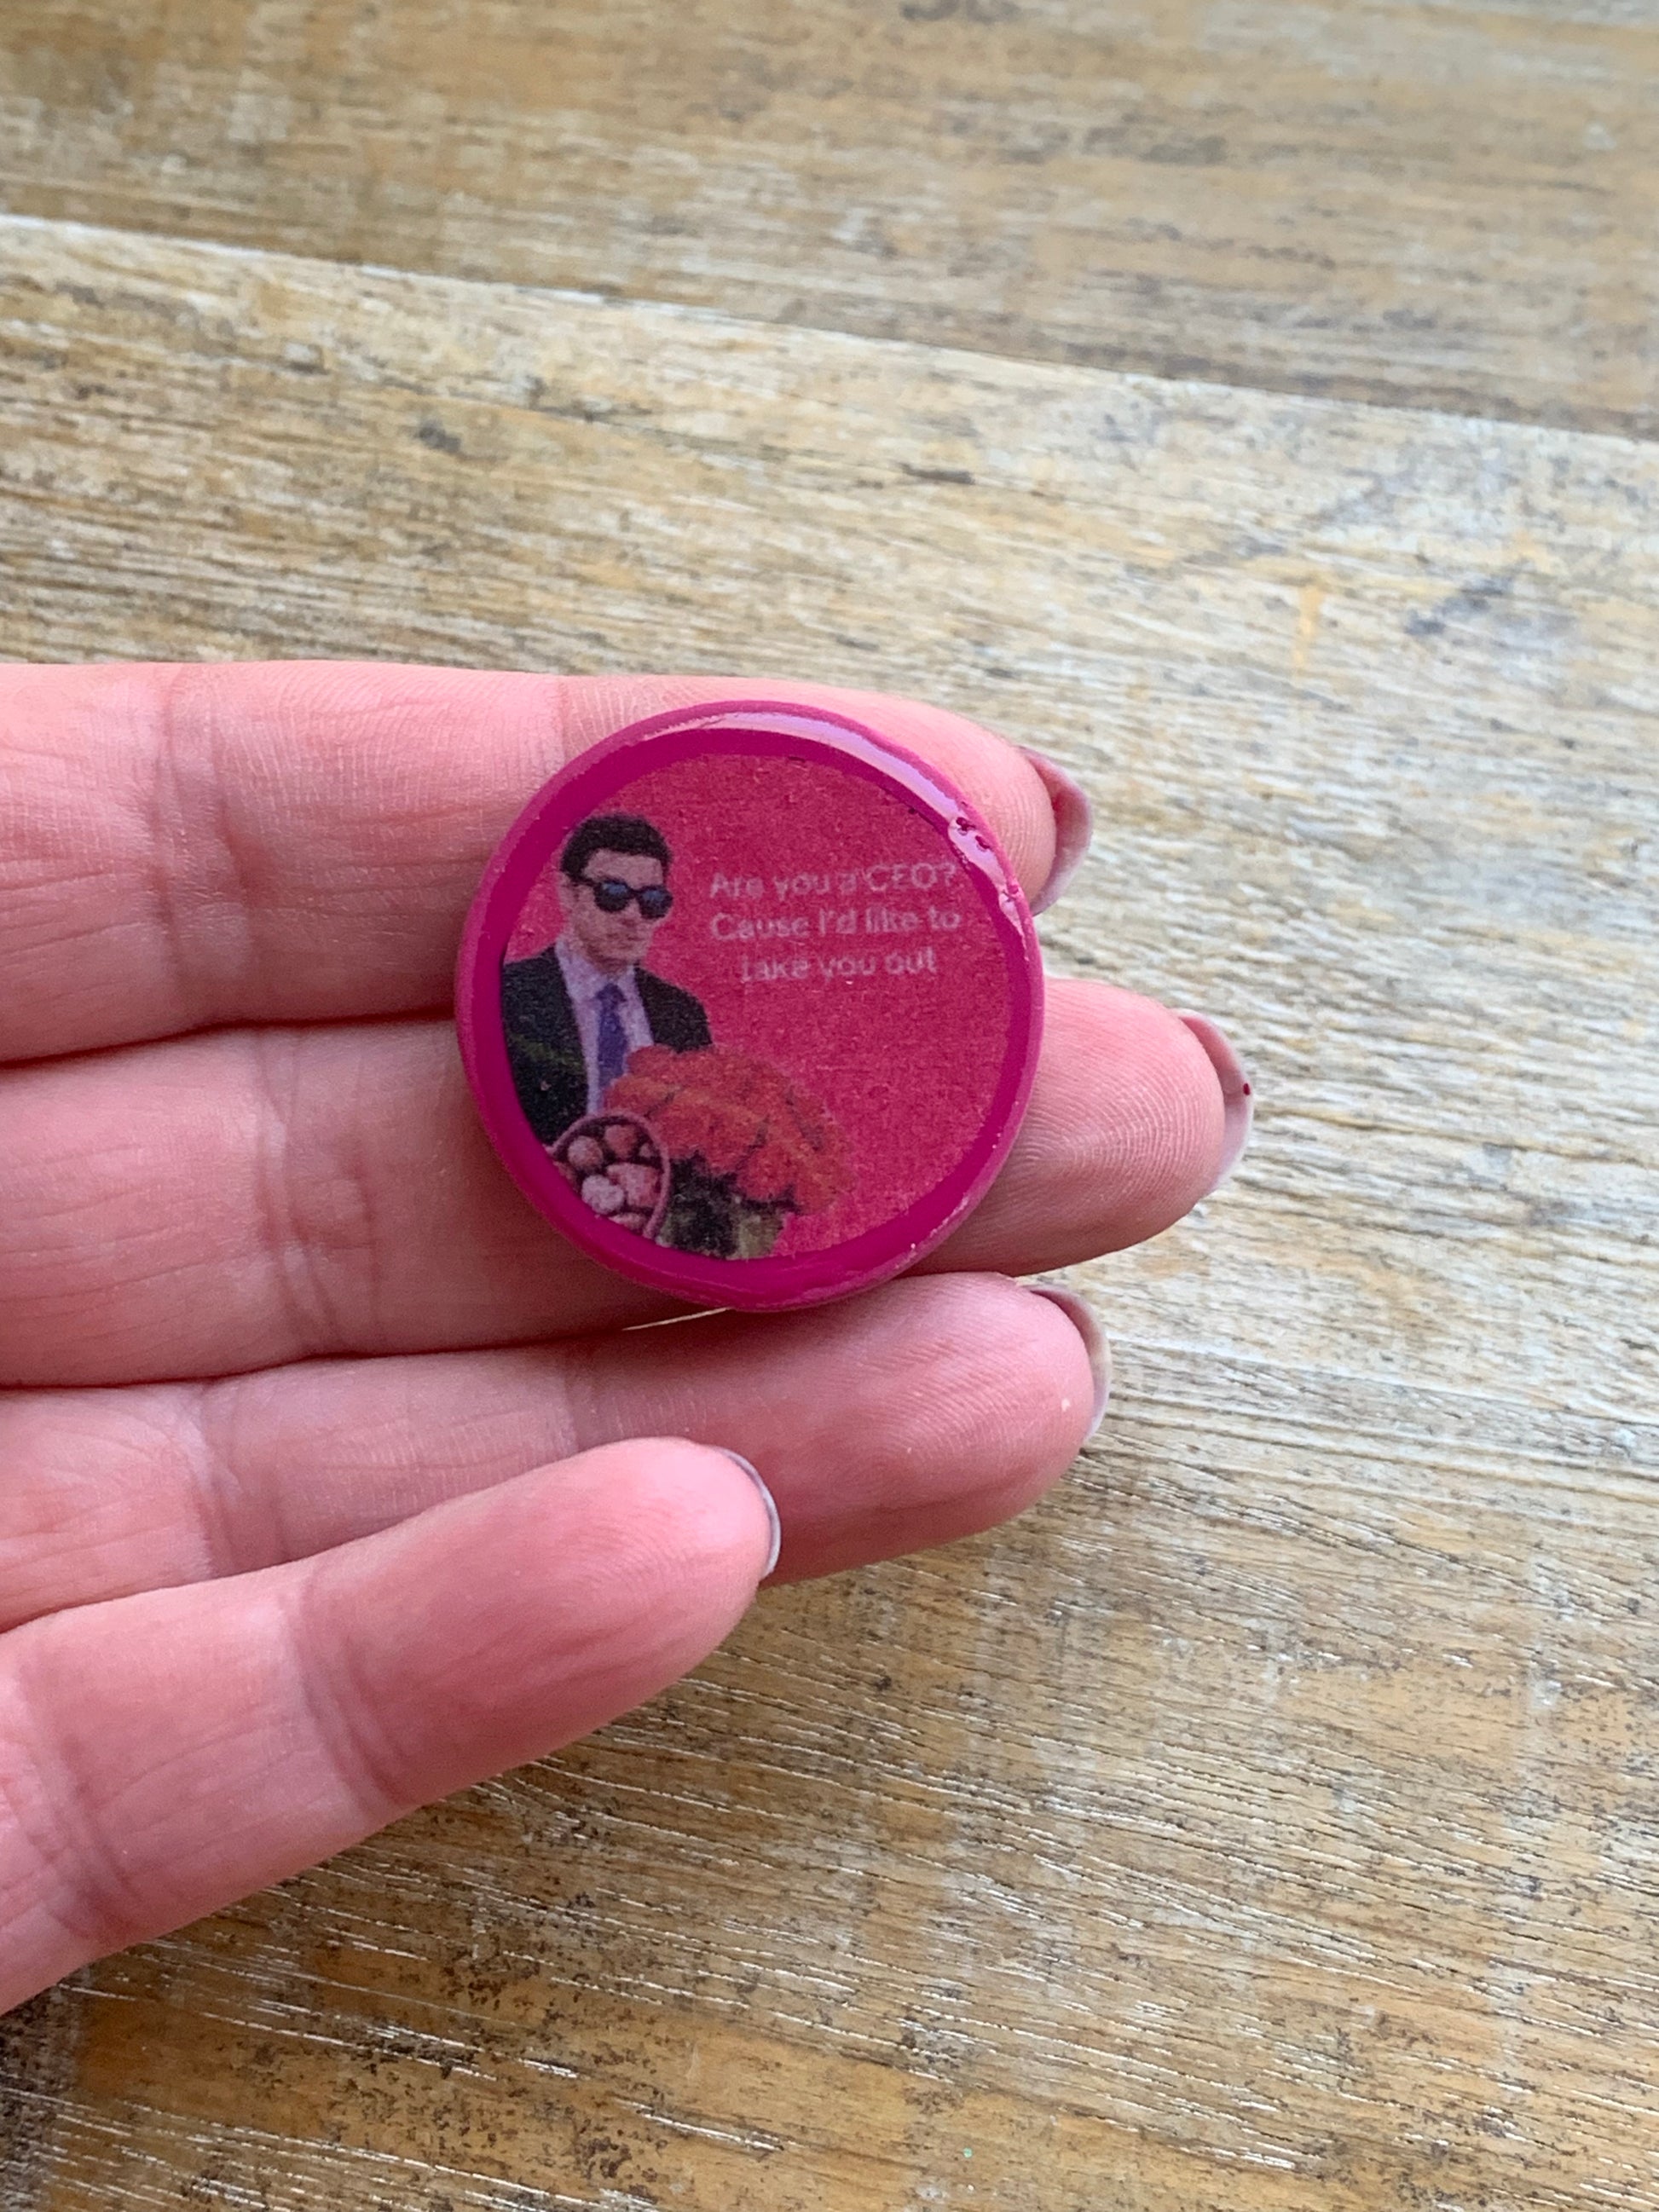 Are you a CEO?
Cause I'd like to
take you out